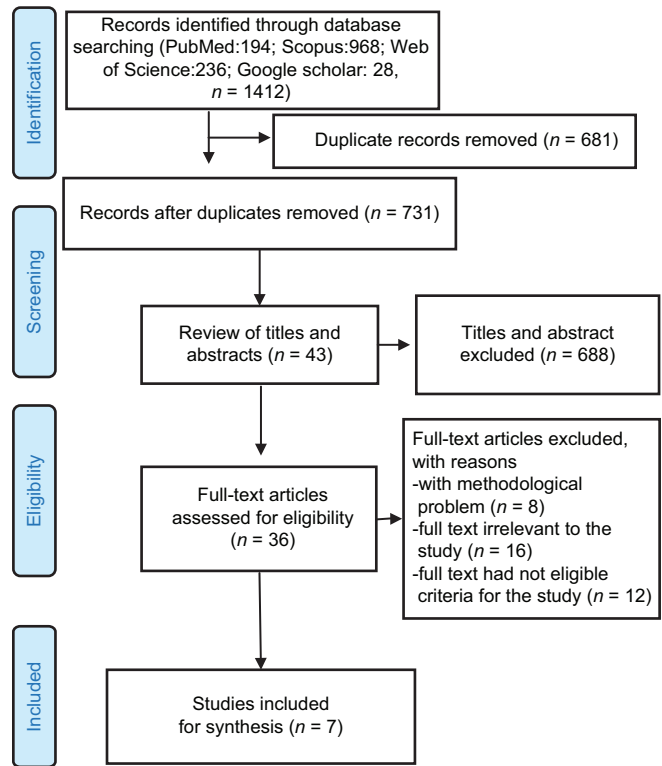 Identification
Records identified through database
searching (PubMed:194; Scopus:968; Web
of Science:236; Google scholar: 28,
n = 1412)
Duplicate records removed (n = 681)
Records after duplicates removed (n = 731)
Screening
Review of titles and
abstracts (n = 43)
Titles and abstract
excluded (n = 688)
Eligibility
Full-text articles
assessed for eligibility
(n = 36)
Full-text articles excluded,
with reasons
-with methodological
problem (n = 8)
-full text irrelevant to the
study (n = 16)
-full text had not eligible
criteria for the study (n = 12)
Included
Studies included
for synthesis (n = 7)